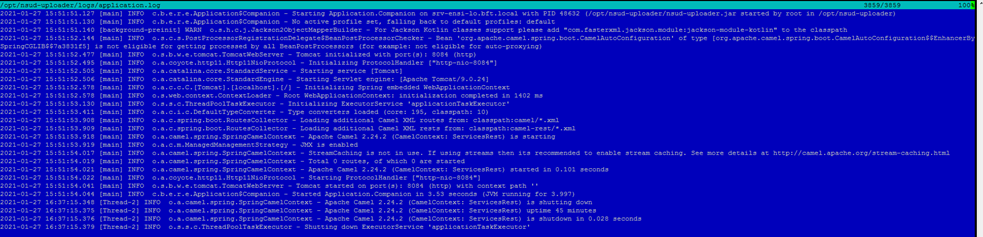 /opt/nsud-uploader/logs/application.log 3859/3859 100%
2021-01-27 15:51:51.127 [main] INFO  c.b.e.r.e.Application$Companion - Starting Application.Companion on srv-ensi-lo.bft.local with PID 48632 (/opt/nsud-uploader/nsud-uploader.jar started by root in /opt/nsud-uploader)
2021-01-27 15:51:51.130 [main] INFO  c.b.e.r.e.Application$Companion - No active profile set, falling back to default profiles: default
2021-01-27 15:51:51.140 [background-preinit] WARN  o.s.h.c.j.Jackson2ObjectMapperBuilder - For Jackson Kotlin classes support please add "com.fasterxml.jackson.module:jackson-module-kotlin" to the classpath
2021-01-27 15:51:52.144 [main] INFO  o.s.c.s.PostProcessorRegistrationDelegate$BeanPostProcessorChecker - Bean 'org.apache.camel.spring.boot.CamelAutoConfiguration' of type [org.apache.camel.spring.boot.CamelAutoConfiguration$$EnhancerBy
SpringCGLIB$$ is not eligible for getting processed by all BeanPostProcessors (for example: not eligible for auto-proxying)
2021-01-27 15:51:52.477 [main] INFO  o.s.b.w.e.tomcat.TomcatWebServer - Tomcat initialized with port(s): 8084 (http)
2021-01-27 15:51:52.495 [main] INFO  o.a.coyote.http11.Http11NioProtocol - Initializing ProtocolHandler ["http-nio-8084"]
2021-01-27 15:51:52.505 [main] INFO  o.a.catalina.core.StandardService - Starting service [Tomcat]
2021-01-27 15:51:52.506 [main] INFO  o.a.catalina.core.StandardEngine - Starting Servlet engine: [Apache Tomcat/9.0.24]
2021-01-27 15:51:52.578 [main] INFO  o.a.c.c.C.[Tomcat].[localhost].[/] - Initializing Spring embedded WebApplicationContext
2021-01-27 15:51:52.578 [main] INFO  o.s.web.context.ContextLoader - Root WebApplicationContext: initialization completed in 1402 ms
2021-01-27 15:51:53.130 [main] INFO  o.s.s.c.ThreadPoolTaskExecutor - Initializing ExecutorService 'applicationTaskExecutor'
2021-01-27 15:51:53.411 [main] INFO  o.a.c.i.c.DefaultTypeConverter - Type converters loaded (core: 195, classpath: 10)
2021-01-27 15:51:53.908 [main] INFO  o.a.c.spring.boot.RoutesCollector - Loading additional Camel XML routes from: classpath:camel/*.xml
2021-01-27 15:51:53.909 [main] INFO  o.a.c.spring.boot.RoutesCollector - Loading additional Camel XML rests from: classpath:camel-rest/*.xml
2021-01-27 15:51:53.918 [main] INFO  o.a.camel.spring.SpringCamelContext - Apache Camel 2.24.2 (CamelContext: ServicesRest) is starting
2021-01-27 15:51:53.919 [main] INFO  o.a.c.m.ManagedManagementStrategy - JMX is enabled
2021-01-27 15:51:54.017 [main] INFO  o.a.camel.spring.SpringCamelContext - StreamCaching is not in use. If using streams then its recommended to enable stream caching. See more details at http://camel.apache.org/stream-caching.html
2021-01-27 15:51:54.019 [main] INFO  o.a.camel.spring.SpringCamelContext - Total 0 routes, of which 0 are started
2021-01-27 15:51:54.021 [main] INFO  o.a.camel.spring.SpringCamelContext - Apache Camel 2.24.2 (CamelContext: ServicesRest) started in 0.101 seconds
2021-01-27 15:51:54.022 [main] INFO  o.a.coyote.http11.Http11NioProtocol - Starting ProtocolHandler ["http-nio-8084"]
2021-01-27 15:51:54.041 [main] INFO  o.s.b.w.e.tomcat.TomcatWebServer - Tomcat started on port(s): 8084 (http) with context path ''
2021-01-27 15:51:54.044 [main] INFO  c.b.e.r.e.Application$Companion - Started Application.Companion in 3.53 seconds (JVM running for 3.997)
2021-01-27 16:37:15.348 [Thread-2] INFO  o.a.camel.spring.SpringCamelContext - Apache Camel 2.24.2 (CamelContext: ServicesRest) is shutting down
2021-01-27 16:37:15.375 [Thread-2] INFO  o.a.camel.spring.SpringCamelContext - Apache Camel 2.24.2 (CamelContext: ServicesRest) uptime 45 minutes
2021-01-27 16:37:15.376 [Thread-2] INFO  o.a.camel.spring.SpringCamelContext - Apache Camel 2.24.2 (CamelContext: ServicesRest) is shutdown in 0.028 seconds
2021-01-27 16:37:15.379 [Thread-2] INFO  o.s.s.c.ThreadPoolTaskExecutor - Shutting down ExecutorService 'applicationTaskExecutor'